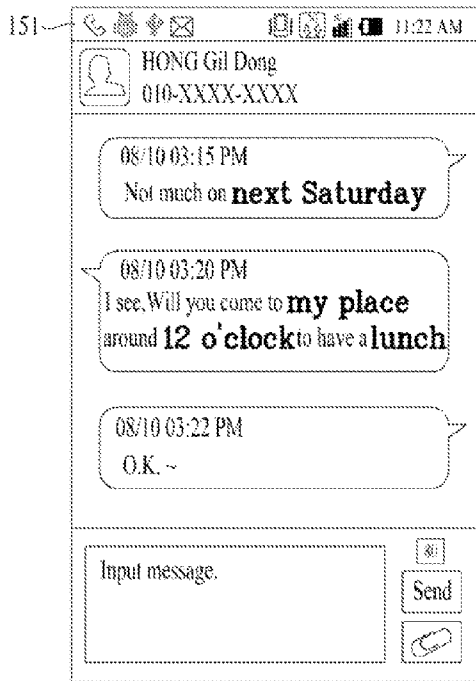 151
11:22 AM
HONG Gil Dong
010-XXXX-XXXX
08/10 03:15 PM
Not much on next Saturday
08/10 03:20 PM
I see,Will you come to my place
around 12 o'clock to have a lunch
08/10 03:22 PM
O.K. ~
Input message.
Send